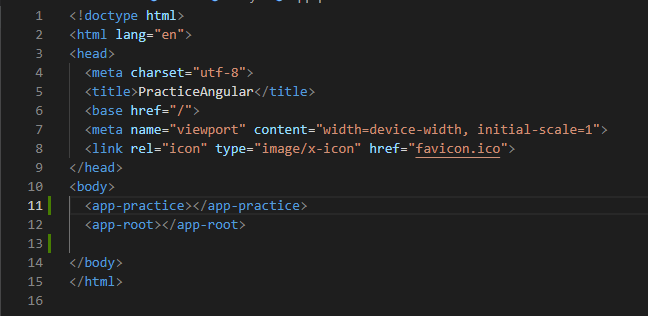 1 <!doctype html>
2 <html lang="en">
3 <head>
4 <meta charset="utf-8">
5 <title>PracticeAngular</title>
6 <base href="/">
7 <meta name="viewport" content="width=device-width, initial-scale=1">
8 <link rel="icon" type="image/x-icon" href="favicon.ico">
9 </head>
10 <body>
11 <app-practice></app-practice>
12 <app-root></app-root>
13
14 </body>
15 </html>
16